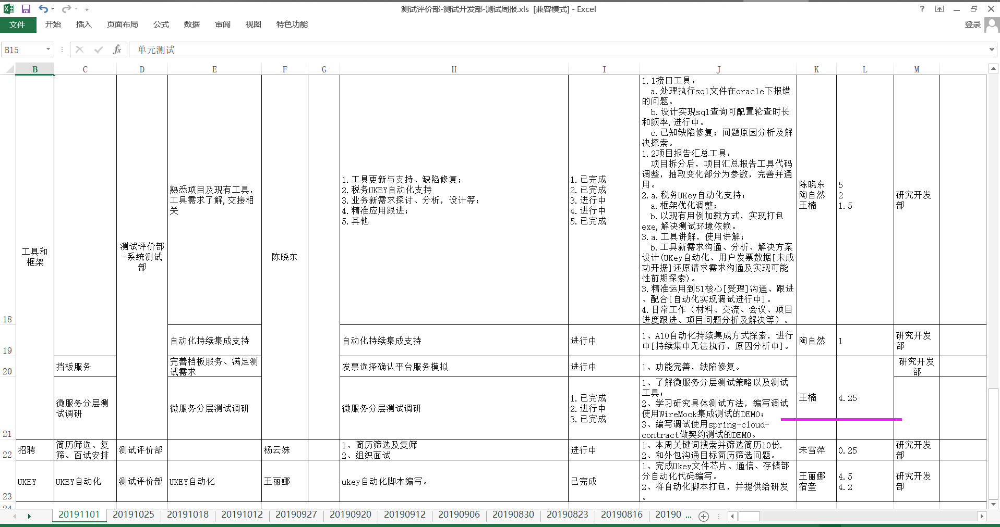 测试评价部-测试开发部-测试周报.xls [兼容模式] - Excel
文件 开始 插入 页面布局 公式 数据 审阅 视图 特色功能 登录
B15 fx 单元测试
B C D E F G H I J K L M
18
工具和
框架
测试评价部
-系统测试
部
熟悉项目及现有工具，
工具需求了解,交接相
关
陈晓东
1.工具更新与支持、缺陷修复；
2.税务UKEY自动化支持
3.业务新需求探讨、分析，设计等；
4.精准应用跟进；
5.其他
1.已完成
2.已完成
3.进行中
4.进行中
5.已完成
1.1接口工具：
a.处理执行sql文件在oracle下报错
的问题。
b.设计实现sql查询可配置轮查时长
和频率,进行中。
c.已知缺陷修复；问题原因分析及解
决探索。
1.2项目报告汇总工具：
项目拆分后，项目汇总报告工具代码
调整，抽取变化部分为参数，完善并通
用。
2.a.税务UKey自动化支持；
a.框架优化调整；
b.以现有用例加载方式，实现打包
exe,解决测试环境依赖。
3.a.工具讲解，使用讲解；
b.工具新需求沟通、分析、解决方案
设计(UKey自动化、用户发票数据[未成
功开据]还原请求需求沟通及实现可能
性前期探索)。
3.精准运用到51核心[受理]沟通、跟进
、配合[自动化实现调试进行中]。
4.日常工作（材料、交流、会议、项目
进度跟进、项目问题分析及解决等）。
陈晓东
陶自然
王楠
5
2
1.5
研究开发
部
19
自动化持续集成支持
自动化持续集成支持
进行中
1、A10自动化持续集成方式探索，进行
中[持续集中无法执行，原因分析中]。
陶自然
1
研究开发
部
20
挡板服务
完善档板服务、满足测
试需求
发票选择确认平台服务模拟
进行中
1、功能完善，缺陷修复。
研究开发
部
21
微服务分层测
试调研
微服务分层测试调研
微服务分层测试调研
1.已完成
2.进行中
3.已完成
1、了解微服务分层测试策略以及测试
工具；
2、学习研究具体测试方法，编写调试
使用WireMock集成测试的DEMO；
3、编写调试使用spring-cloud-
contract做契约测试的DEMO。
王楠
4.25
22
招聘
简历筛选、复
筛、面试安排
测试评价部
杨云妹
1、简历筛选及复筛
2、组织面试
进行中
1、本周关键词搜索并筛选简历10份.
2、和外包沟通目标简历筛选问题。
朱雪萍
0.25
研究开发
部
23
UKEY
UKEY自动化
测试评价部
UKEY自动化
王丽娜
ukey自动化脚本编写。
已完成
1、完成Ukey文件芯片、通信、存储部
分自动化代码编写。
2、将自动化脚本打包，并提供给研发
。
王丽娜
宿奎
4.5
4.2
研究开发
部
24
20191101 20191025 20191018 20191012 20190927 20190920 20190912 20190906 20190830 20190823 20190816 20190 ...